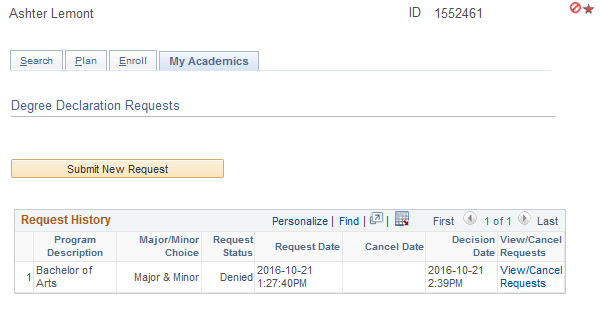 Ashter Lemont ID 1552461
Search Plan Enroll My Academics
Degree Declaration Requests
Submit New Request
Request History Personalize | Find | | First 1 of 1 Last
Program Description Major/Minor Choice Request Status Request Date Cancel Date Decision Date View/Cancel Requests
1 Bachelor of Arts Major & Minor Denied 2016-10-21 1:27:40PM 2016-10-21 2:39PM View/Cancel Requests